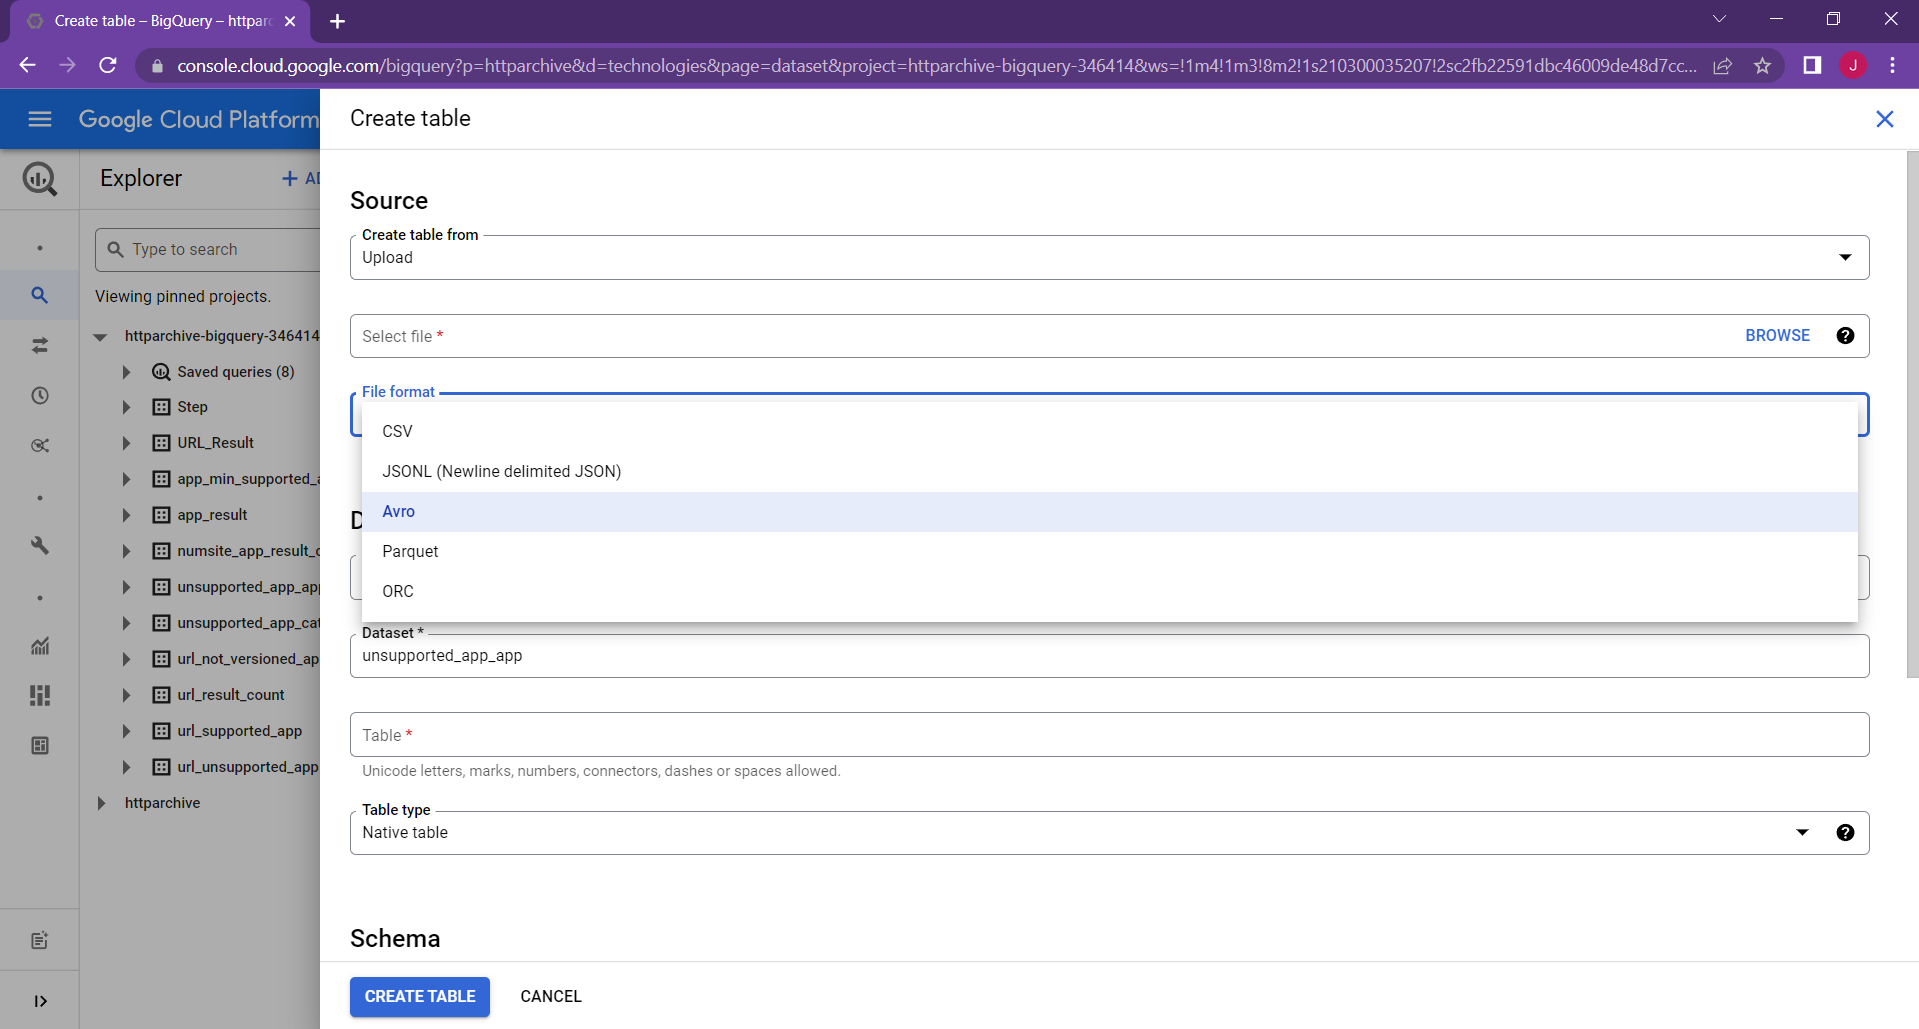 Create table – BigQuery – httparc
console.cloud.google.com/bigquery?p=httparchive&d=technologies&page=dataset&project=httparchive-bigquery-346414&ws=!1m4!1m3!8m2!1s210300035207!2sc2fb22591dbc46009de48d7cc...
J
Google Cloud Platform
Explorer
AD
Type to search
Viewing pinned projects.
httparchive-bigquery-346414
Saved queries (8)
Step
URL_Result
app_min_supported_a
app_result
numsite_app_result_c
unsupported_app_app
unsupported_app_cat
url_not_versioned_ap
url_result_count
url_supported_app
url_unsupported_app
httparchive
Create table
Source
Create table from
Upload
Select file *
BROWSE
File format
CSV
JSONL (Newline delimited JSON)
Avro
Parquet
ORC
D
Dataset *
unsupported_app_app
Table *
Unicode letters, marks, numbers, connectors, dashes or spaces allowed.
Table type
Native table
Schema
CREATE TABLE
CANCEL